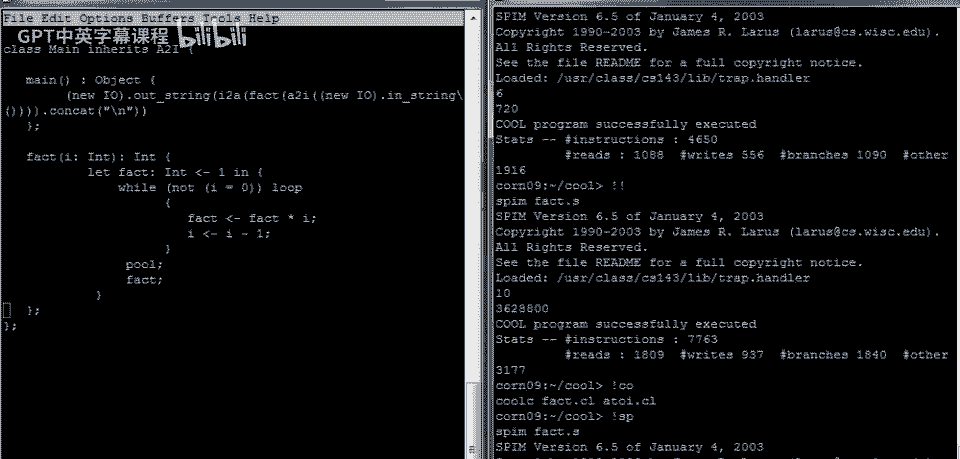 File Edit Options Buffers Tools Help
GPT中英字幕课程 bilibili
class Main inherits A2I {
main() : Object {
(new IO).out_string(i2a(fact(a2i((new IO).in_string\
()))).concat("\n"))
};
fact(i: Int): Int {
let fact: Int <- 1 in {
while (not (i = 0)) loop
{
fact <- fact * i;
i <- i - 1;
}
pool;
fact;
}
};
};
SPIM Version 6.5 of January 4, 2003
Copyright 1990-2003 by James R. Larus (larus@cs.wisc.edu).
All Rights Reserved.
See the file README for a full copyright notice.
Loaded: /usr/class/cs143/lib/trap.handler
6
720
COOL program successfully executed
Stats -- #instructions : 4650
#reads : 1088 #writes 556 #branches 1090 #other
1916
corn09:~/cool> !!
spim fact.s
SPIM Version 6.5 of January 4, 2003
Copyright 1990-2003 by James R. Larus (larus@cs.wisc.edu).
All Rights Reserved.
See the file README for a full copyright notice.
Loaded: /usr/class/cs143/lib/trap.handler
10
3628800
COOL program successfully executed
Stats -- #instructions : 7763
#reads : 1809 #writes 937 #branches 1840 #other
3177
corn09:~/cool> !co
coolc fact.cl atoi.cl
corn09:~/cool> !sp
spim fact.s
SPIM Version 6.5 of January 4, 2003